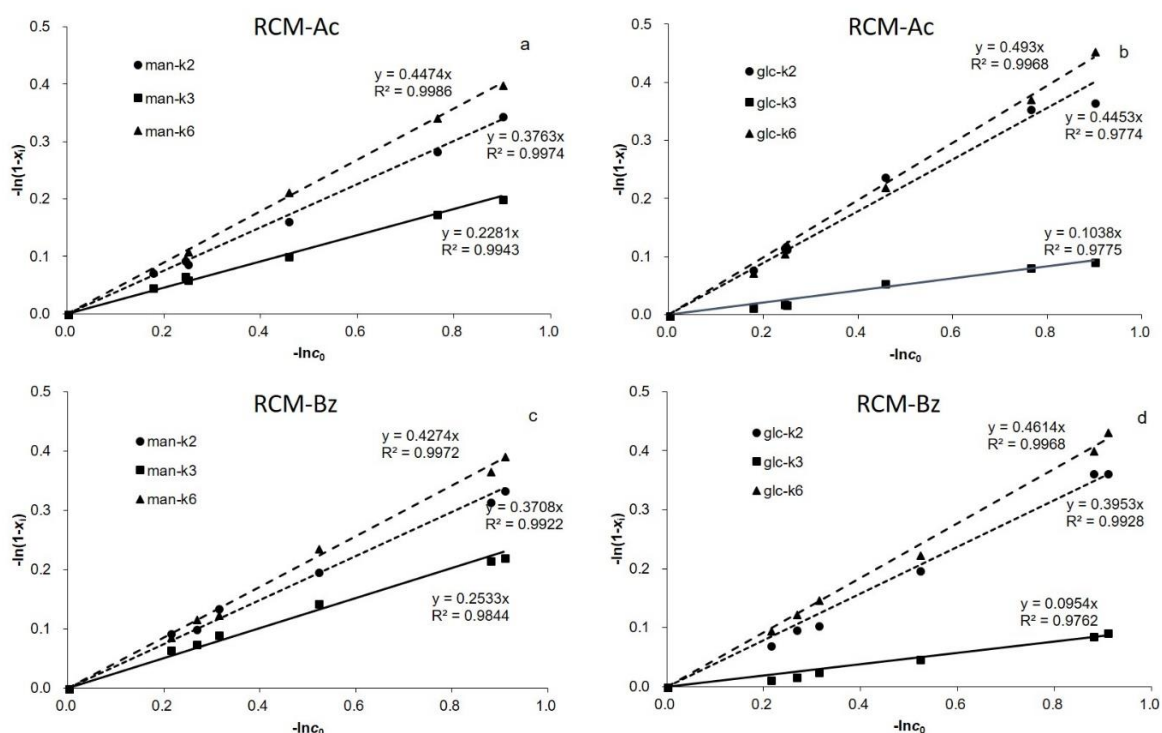 RCM-Ac
a
man-k2
man-k3
man-k6
y = 0.4474x
R² = 0.9986
y = 0.3763x
R² = 0.9974
y = 0.2281x
R² = 0.9943
0.5
0.4
0.3
0.2
0.1
0.0
-ln(1-xᵢ)
0.0 0.2 0.4 0.6 0.8 1.0
-lnc₀
RCM-Ac
b
glc-k2
glc-k3
glc-k6
y = 0.493x
R² = 0.9968
y = 0.4453x
R² = 0.9774
y = 0.1038x
R² = 0.9775
0.5
0.4
0.3
0.2
0.1
0.0
-ln(1-xᵢ)
0.0 0.2 0.4 0.6 0.8 1.0
-lnc₀
RCM-Bz
c
man-k2
man-k3
man-k6
y = 0.4274x
R² = 0.9972
y = 0.3708x
R² = 0.9922
y = 0.2533x
R² = 0.9844
0.5
0.4
0.3
0.2
0.1
0.0
-ln(1-xᵢ)
0.0 0.2 0.4 0.6 0.8 1.0
-lnc₀
RCM-Bz
d
glc-k2
glc-k3
glc-k6
y = 0.4614x
R² = 0.9968
y = 0.3953x
R² = 0.9928
y = 0.0954x
R² = 0.9762
0.5
0.4
0.3
0.2
0.1
0.0
-ln(1-xᵢ)
0.0 0.2 0.4 0.6 0.8 1.0
-lnc₀